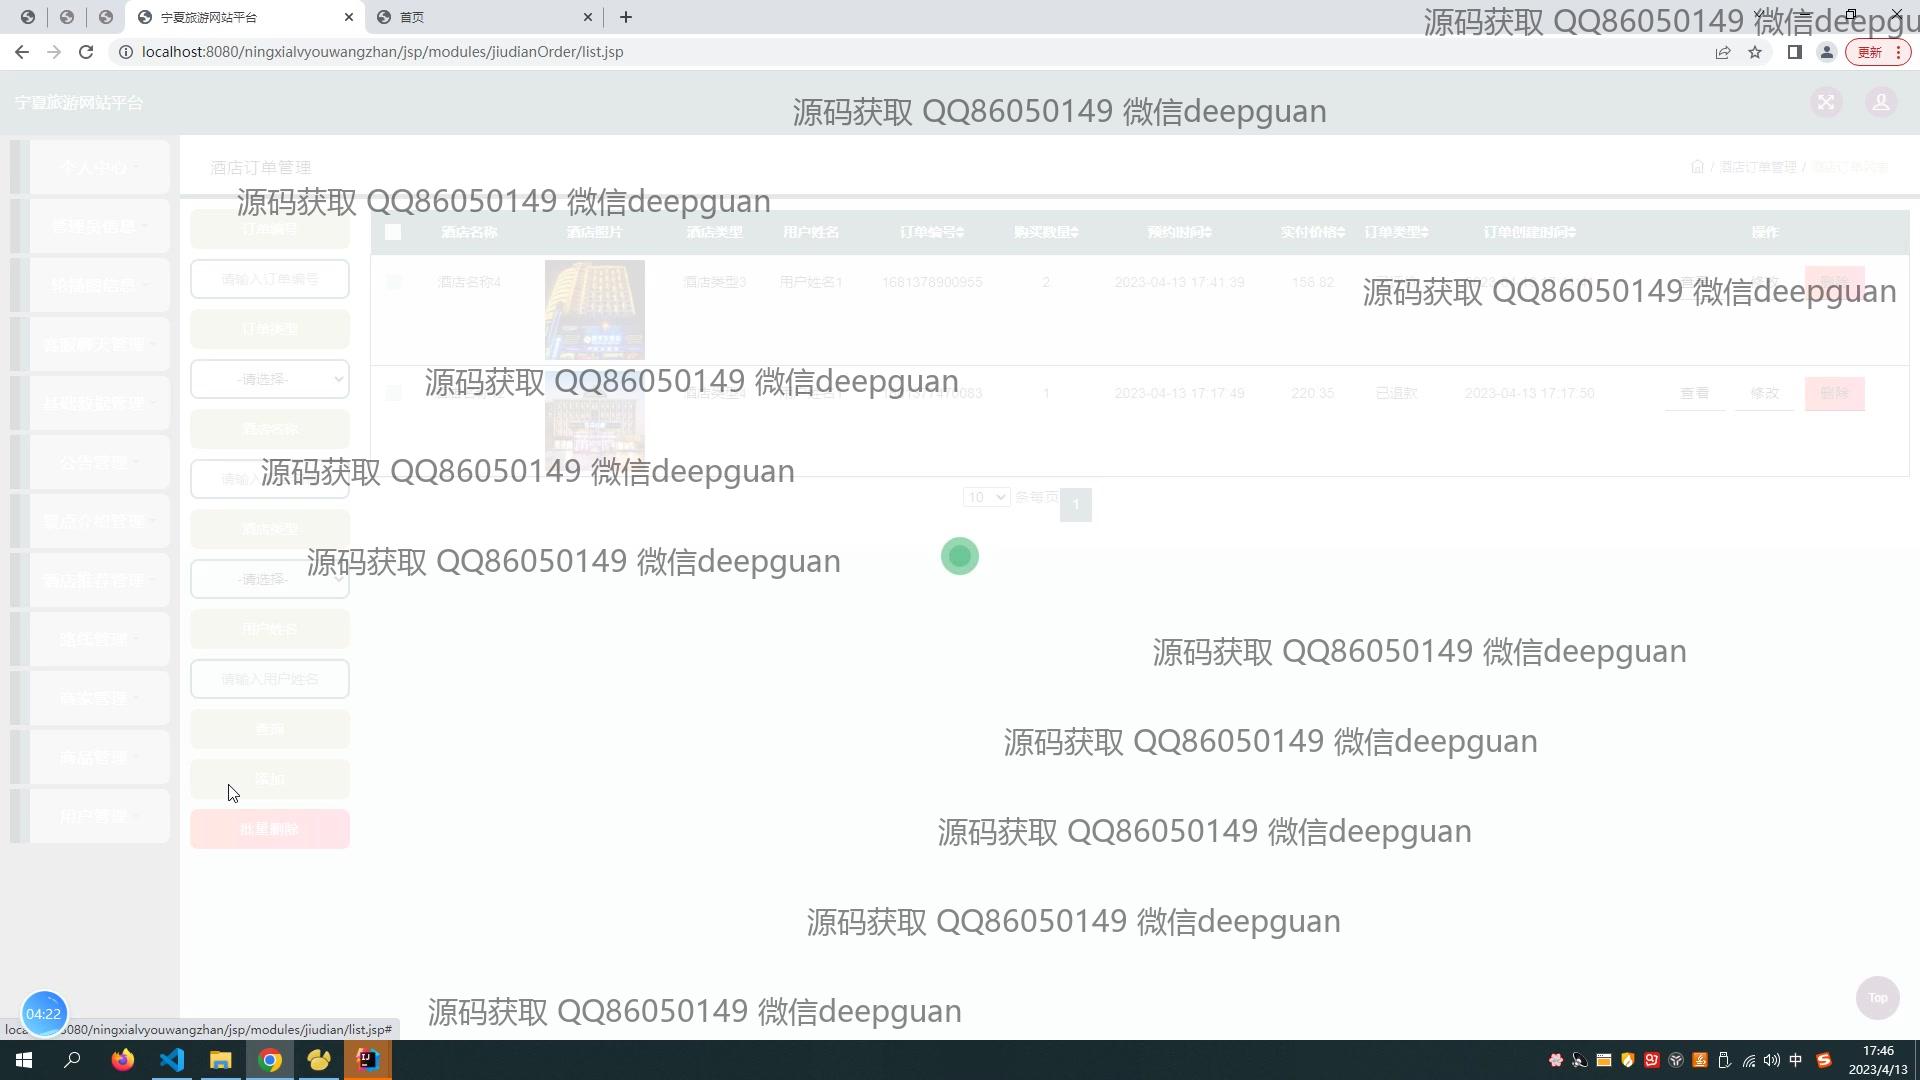 宁夏旅游网站平台
首页
localhost:8080/ningxialvyouwangzhan/jsp/modules/jiudianOrder/list.jsp
更新
源码获取 QQ86050149 微信deepgu
宁夏旅游网站平台
源码获取 QQ86050149 微信deepguan
个人中心
酒店订单管理
/ 酒店订单管理 / 酒店订单列表
源码获取 QQ86050149 微信deepguan
管理员信息
订单编号
酒店名称 酒店照片 酒店类型 用户姓名 订单编号 购买数量 预约时间 实付价格 订单类型 订单创建时间 操作
轮播图信息
请输入订单编号
酒店名称4 酒店类型3 用户姓名1 1681378900955 2 2023-04-13 17:41:39 158.82
源码获取 QQ86050149 微信deepguan
客服聊天管理
订单类型
-请选择-
源码获取 QQ86050149 微信deepguan
基础数据管理
1 2023-04-13 17:17:49 220.35 已退款 2023-04-13 17:17:50 查看 修改 删除
酒店名称
公告管理
请输入
源码获取 QQ86050149 微信deepguan
10 条每页 1
景点介绍管理
酒店类型
源码获取 QQ86050149 微信deepguan
酒店推荐管理
-请选择-
路线管理
用户姓名
源码获取 QQ86050149 微信deepguan
商家管理
请输入用户姓名
查询
源码获取 QQ86050149 微信deepguan
商品管理
添加
用户管理
批量删除
源码获取 QQ86050149 微信deepguan
源码获取 QQ86050149 微信deepguan
Top
04:22
源码获取 QQ86050149 微信deepguan
loca 8080/ningxialvyouwangzhan/jsp/modules/jiudian/list.jsp#
中
17:46
2023/4/13